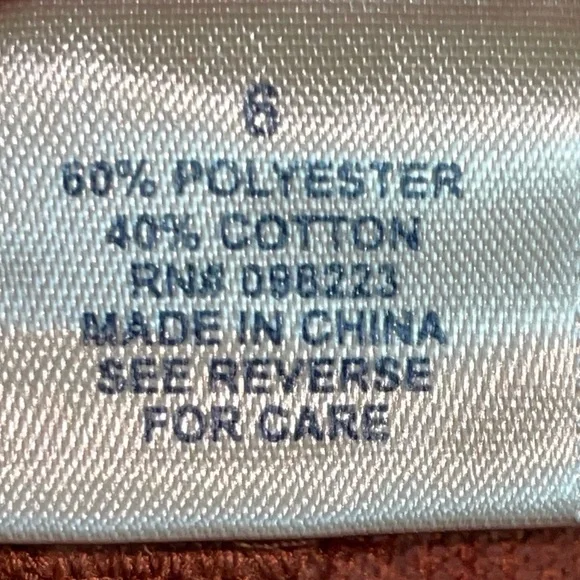 6
60% POLYESTER
40% COTTON
RN# 098223
MADE IN CHINA
SEE REVERSE
FOR CARE